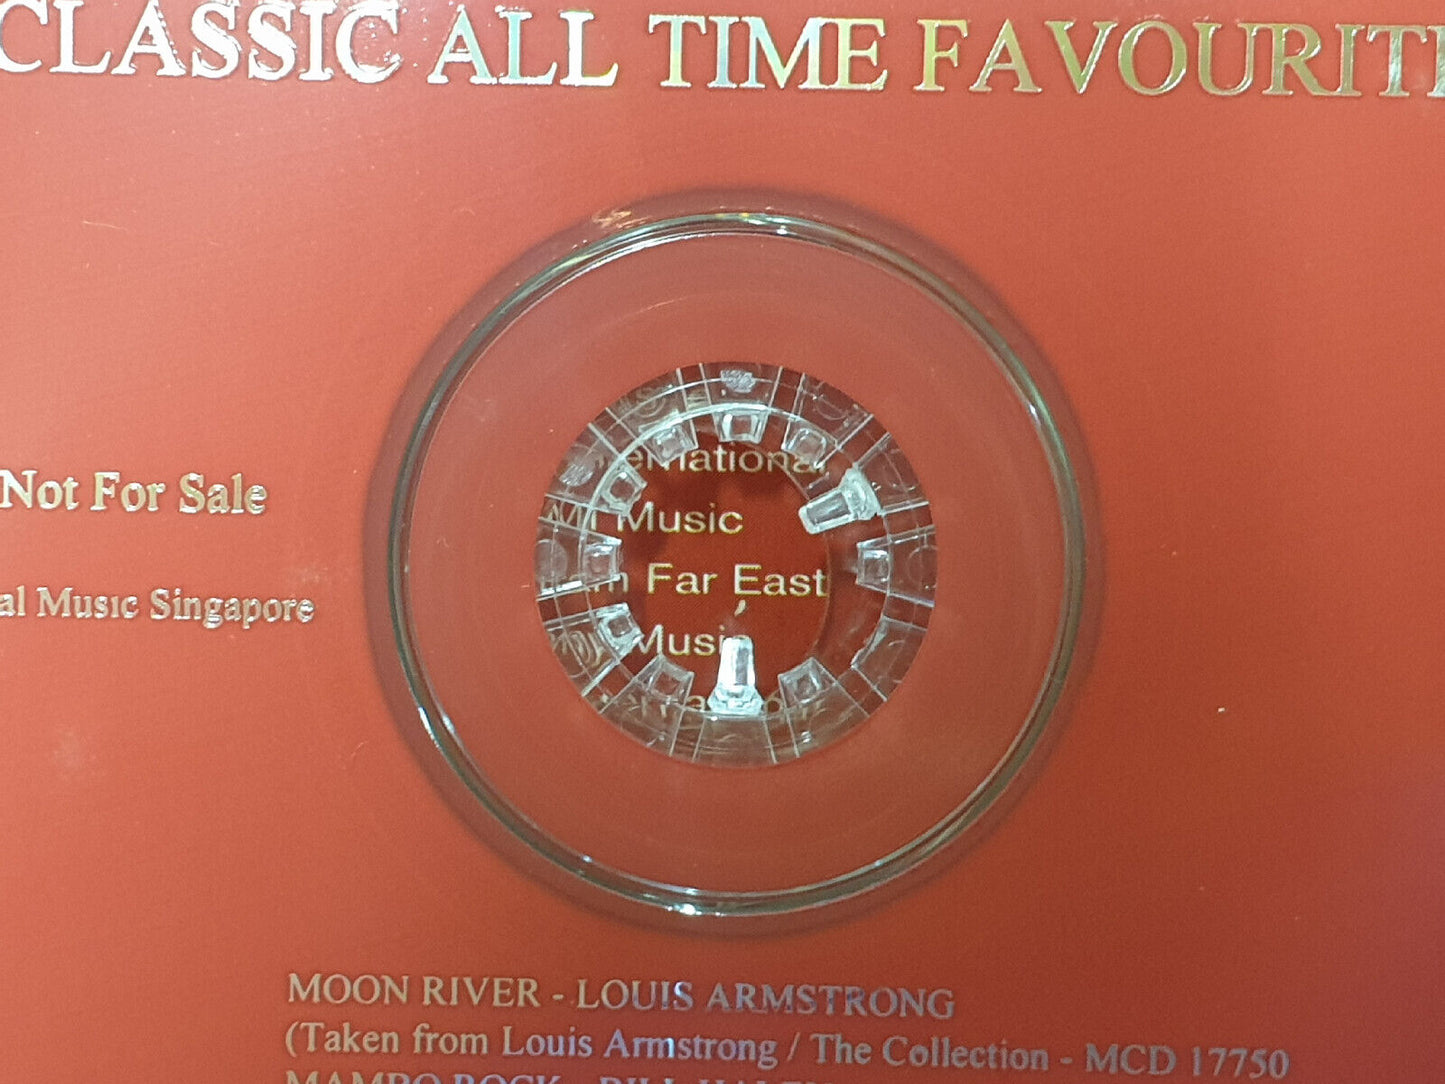 CLASSIC ALL TIME FAVOURIT
Not For Sale
al Music Singapore
Music
Far East
MOON RIVER - LOUIS ARMSTRONG
(Taken from Louis Armstrong / The Collection - MCD 17750